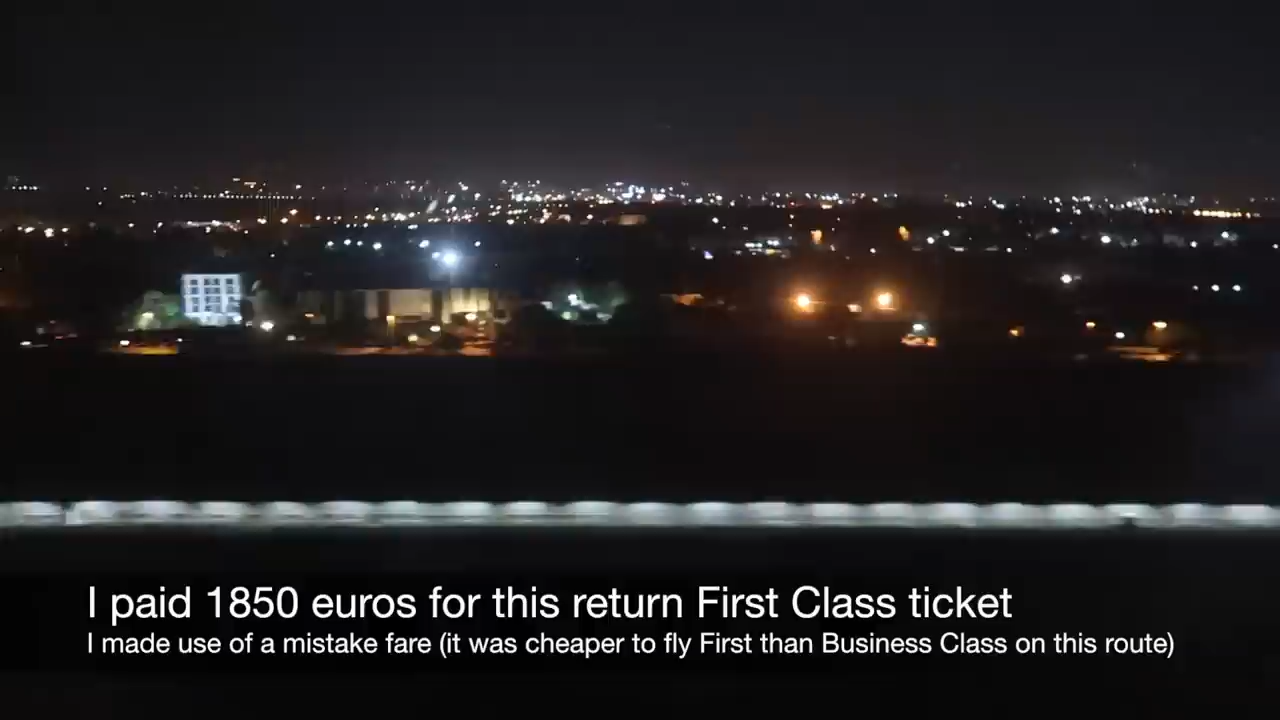 I paid 1850 euros for this return First Class ticket
I made use of a mistake fare (it was cheaper to fly First than Business Class on this route)